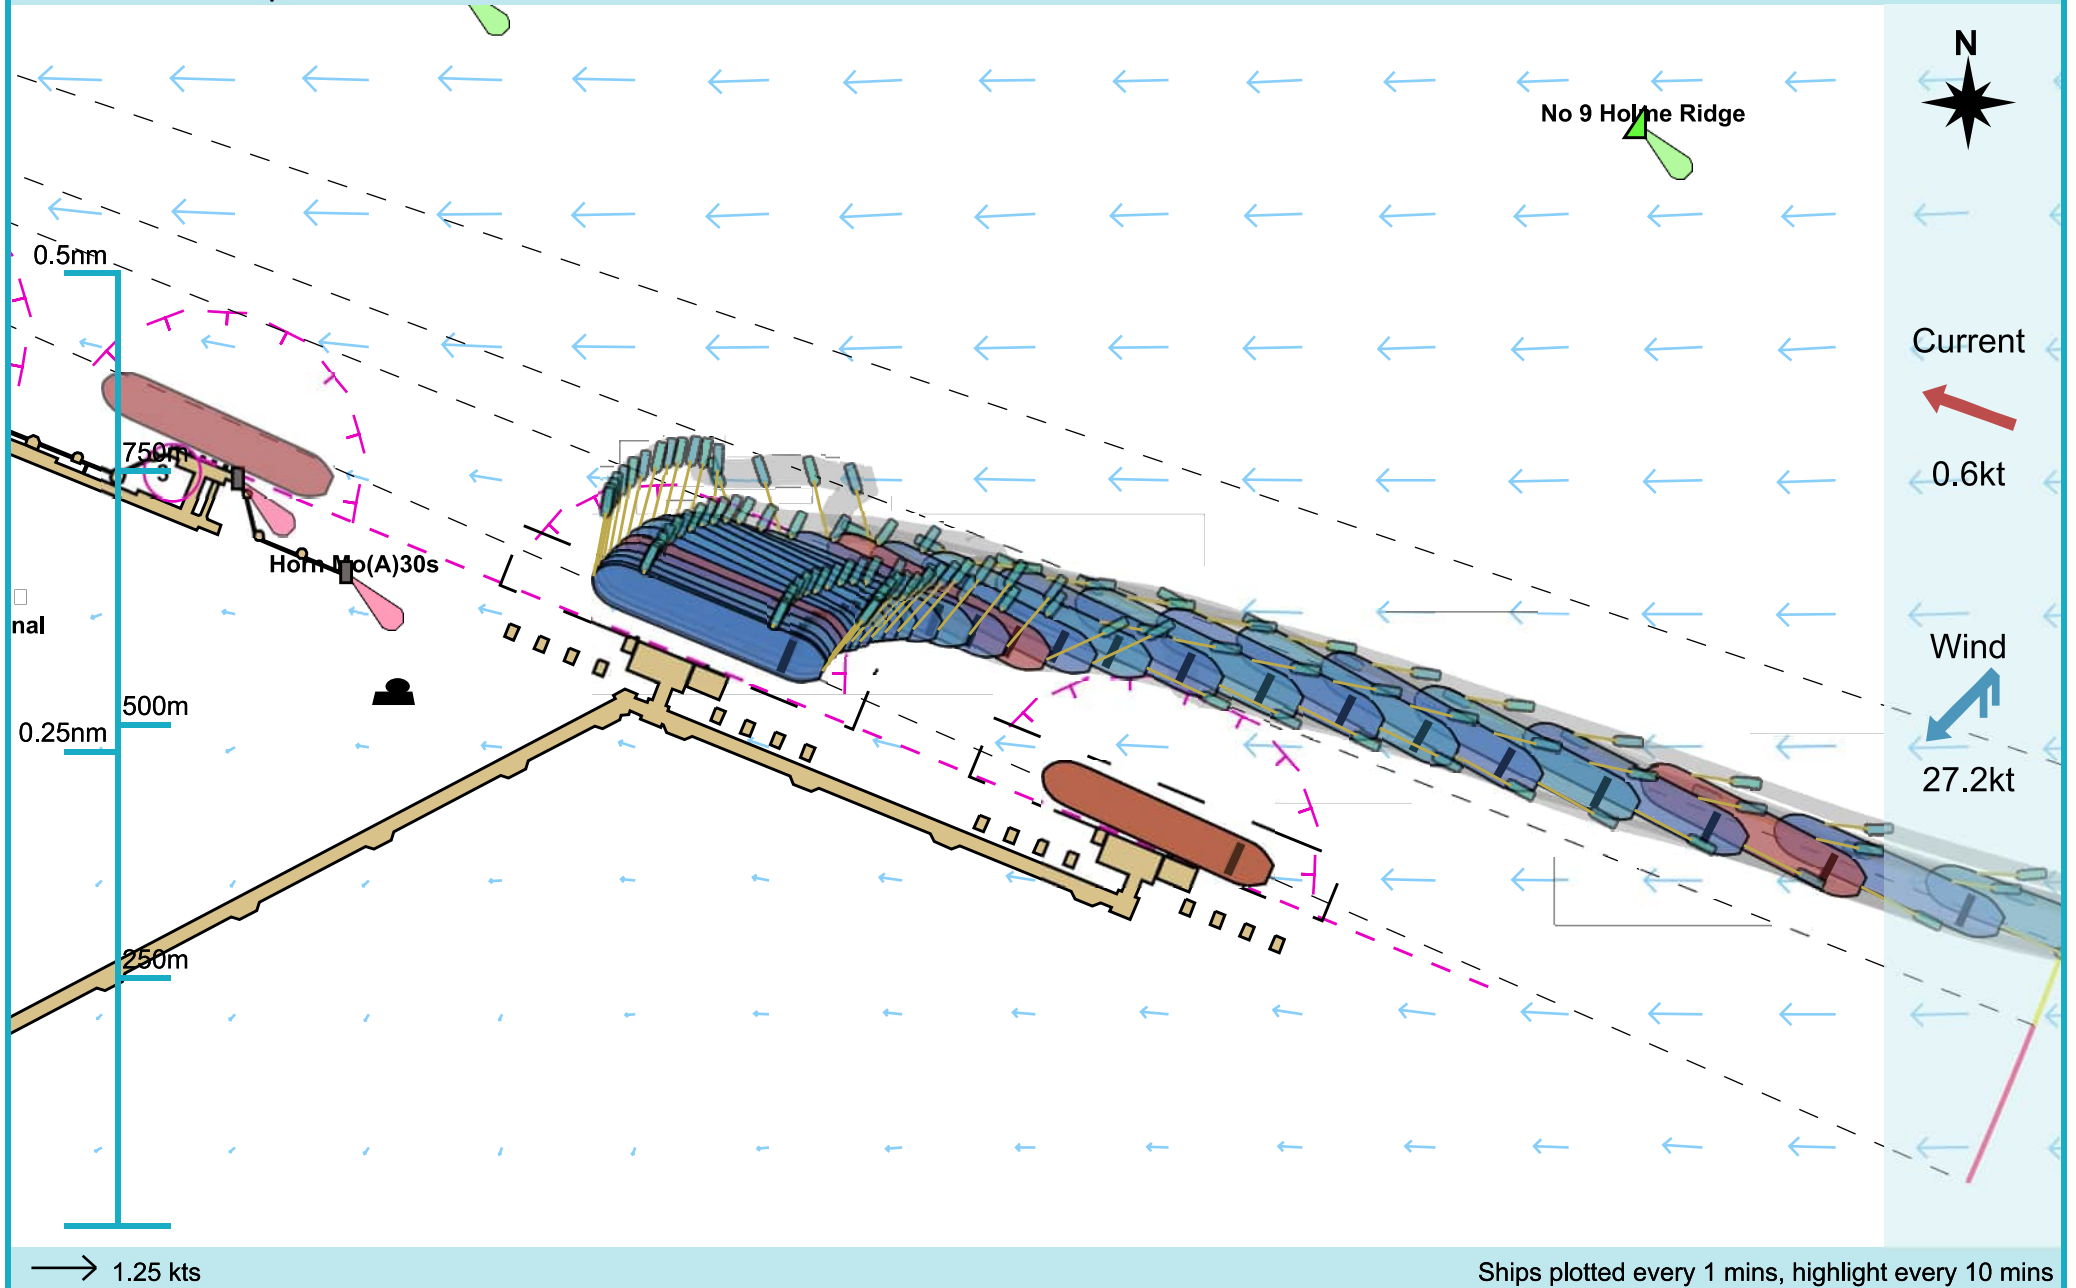 N
No 9 Holme Ridge
0.5nm
Current
750m
3
0.6kt
Horn Mo(A)30s
nal
Wind
500m
0.25nm
27.2kt
250m
1.25 kts
Ships plotted every 1 mins, highlight every 10 mins